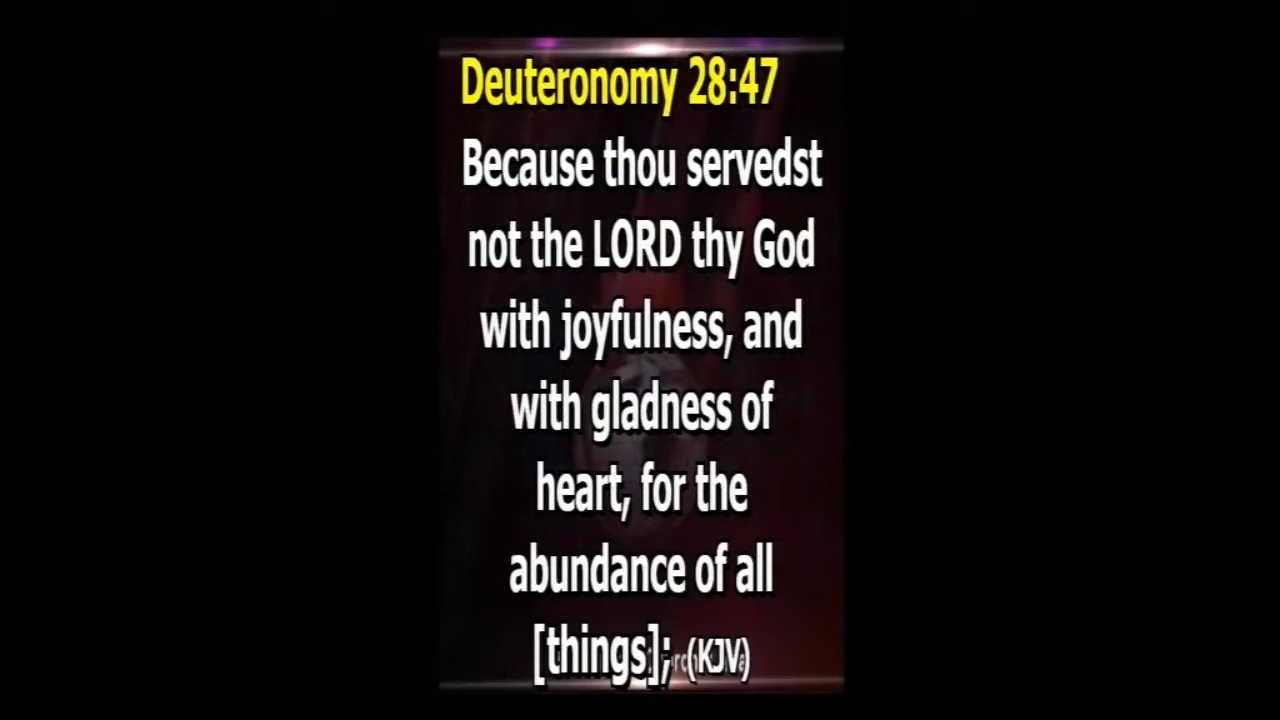 Deuteronomy 28:47
Because thou servedst
not the LORD thy God
with joyfulness, and
with gladness of
heart, for the
abundance of all
[things]; (KJV)